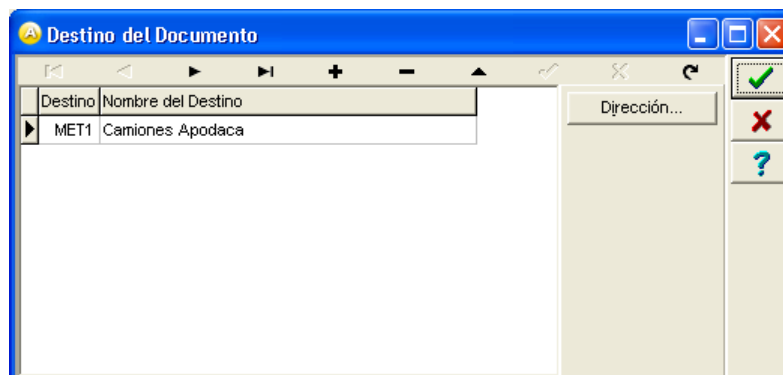 Destino del Documento
Destino Nombre del Destino
MET1 Camiones Apodaca
Dirección...